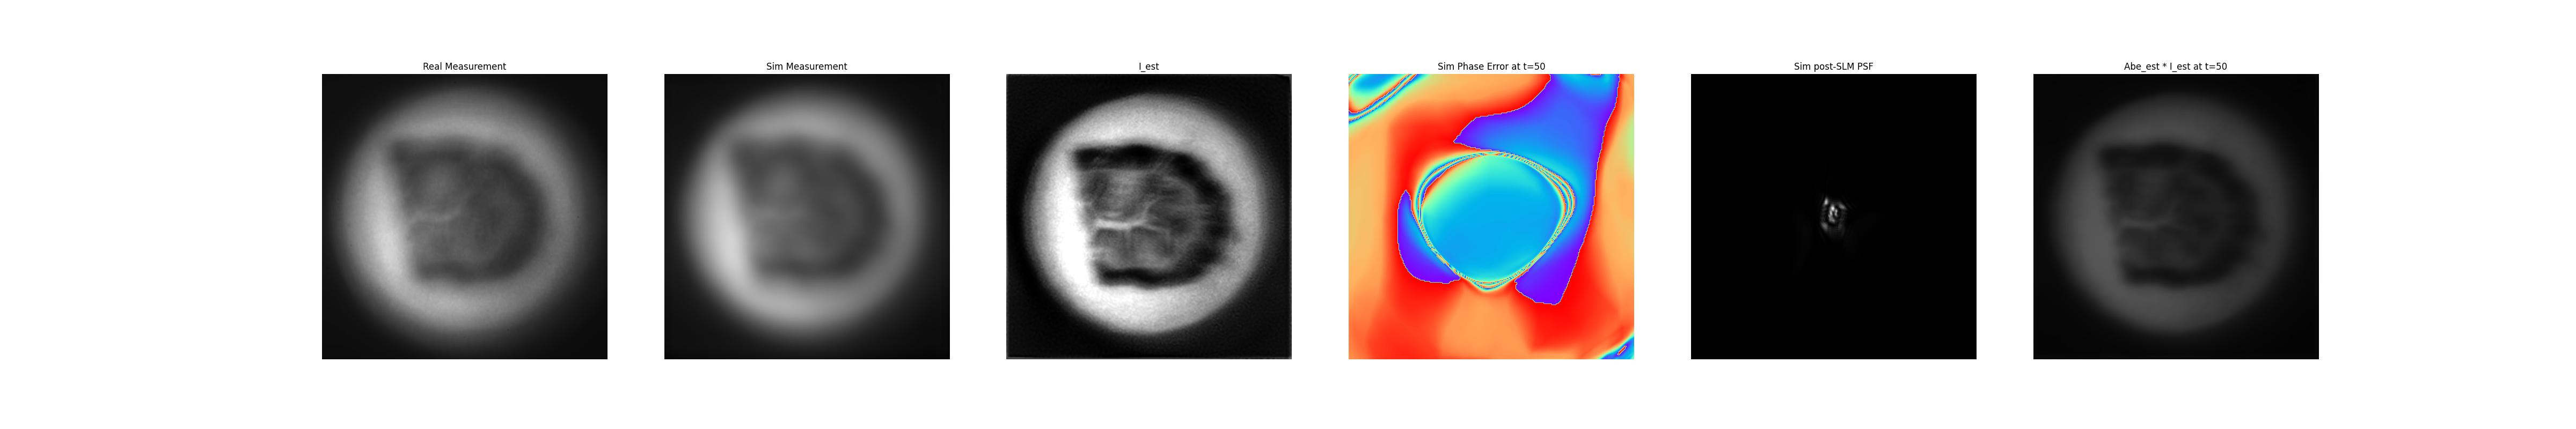 Real Measurement
Sim Measurement
I_est
Sim Phase Error at t=50
Sim post-SLM PSF
Abe_est * I_est at t=50